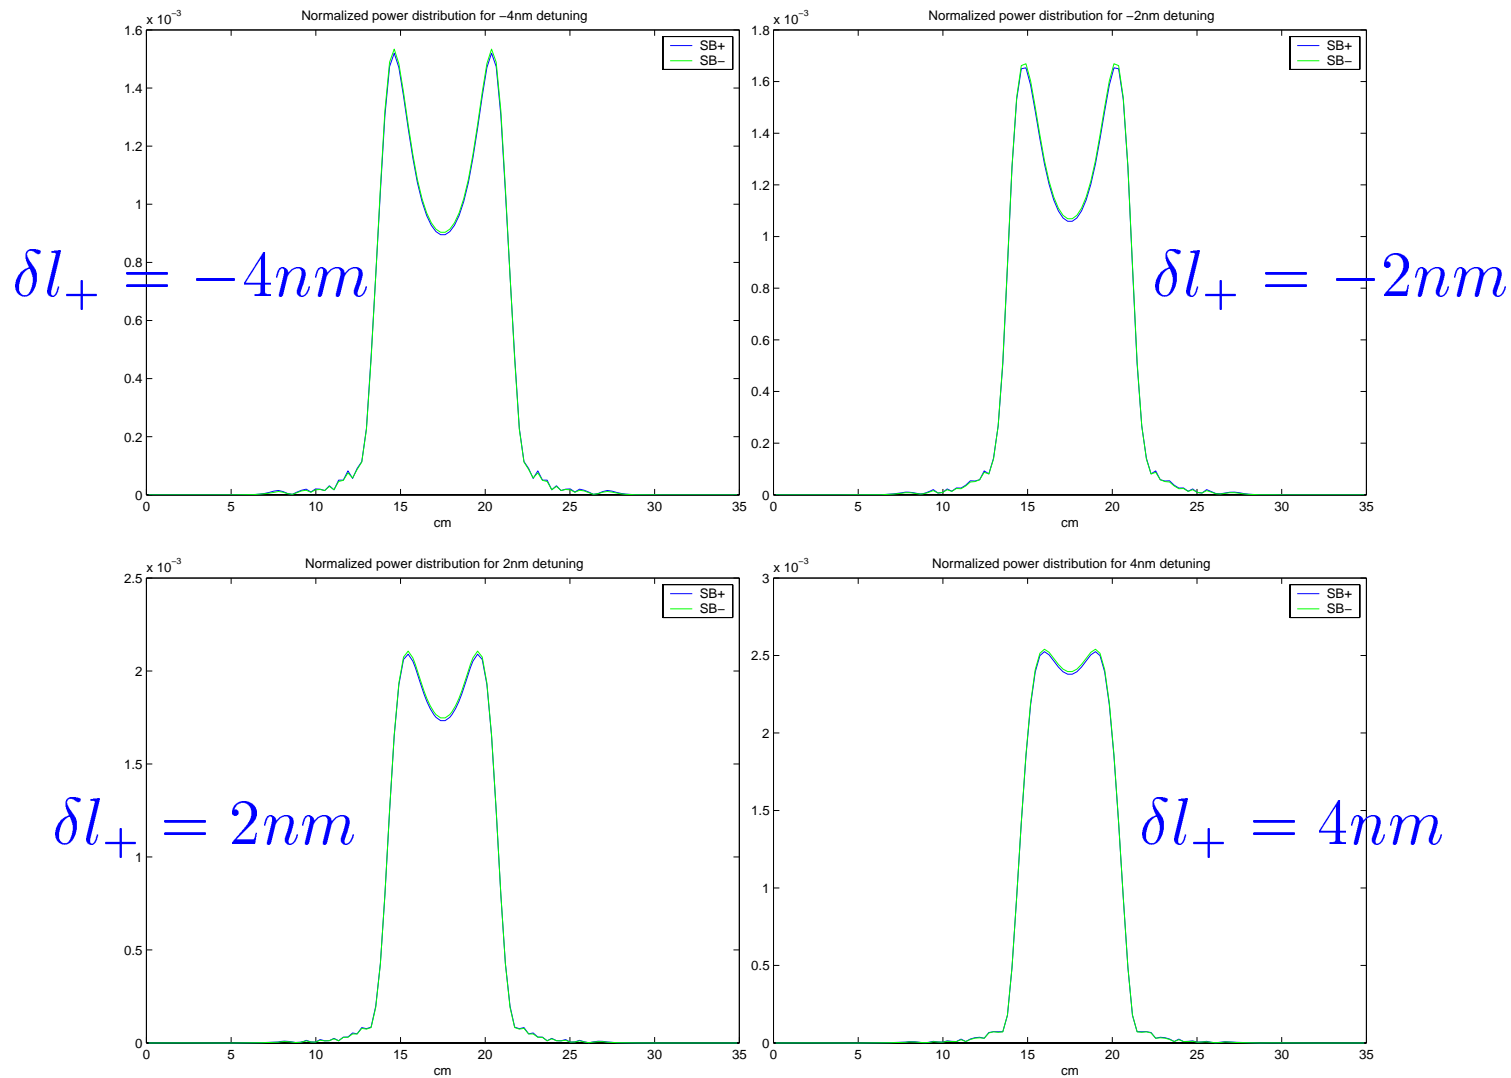 Normalized power distribution for −4nm detuning
x 10⁻³
SB+
SB−
1.6
1.4
1.2
1
0.8
0.6
0.4
0.2
0
0 5 10 15 20 25 30 35
cm
δl₊ = −4nm
Normalized power distribution for −2nm detuning
x 10⁻³
SB+
SB−
1.8
1.6
1.4
1.2
1
0.8
0.6
0.4
0.2
0
0 5 10 15 20 25 30 35
cm
δl₊ = −2nm
Normalized power distribution for 2nm detuning
x 10⁻³
SB+
SB−
2.5
2
1.5
1
0.5
0
0 5 10 15 20 25 30 35
cm
δl₊ = 2nm
Normalized power distribution for 4nm detuning
x 10⁻³
SB+
SB−
3
2.5
2
1.5
1
0.5
0
0 5 10 15 20 25 30 35
cm
δl₊ = 4nm